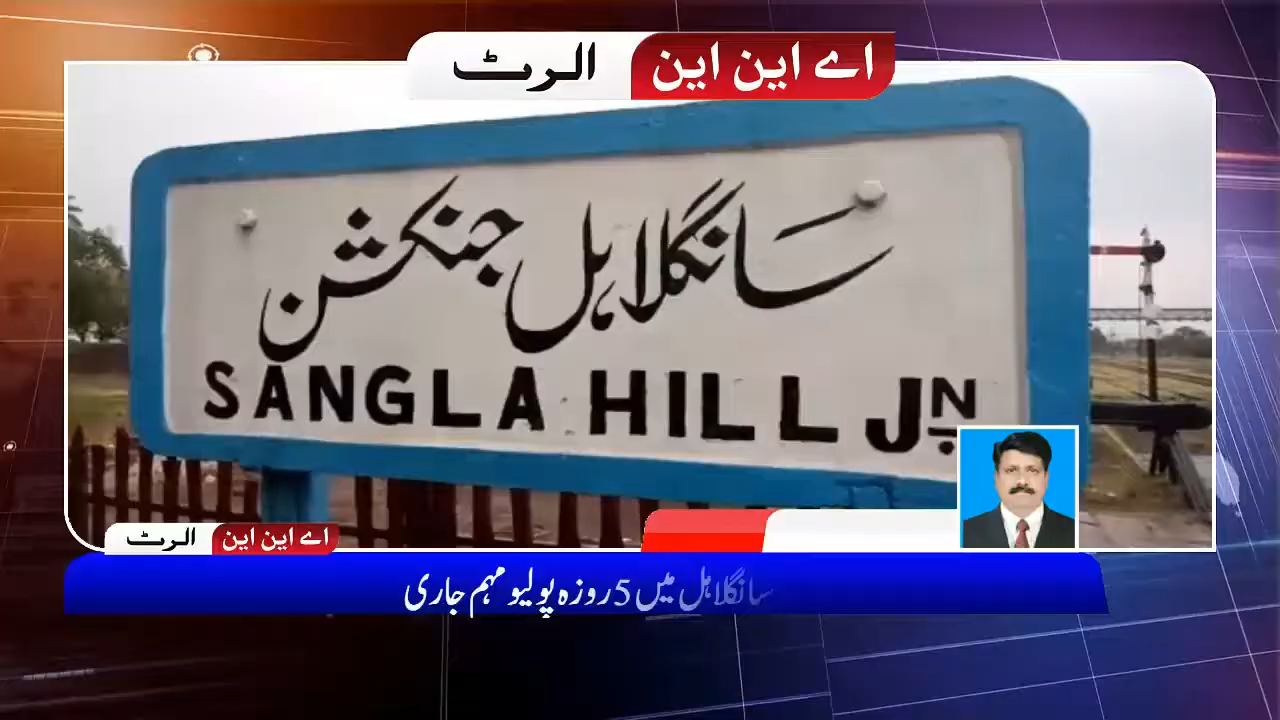 اے این این الرٹ
سانگلاہل جنکشن
SANGLA HILL JN
اے این این الرٹ
سانگلاہل میں 5 روزہ پولیو مہم جاری